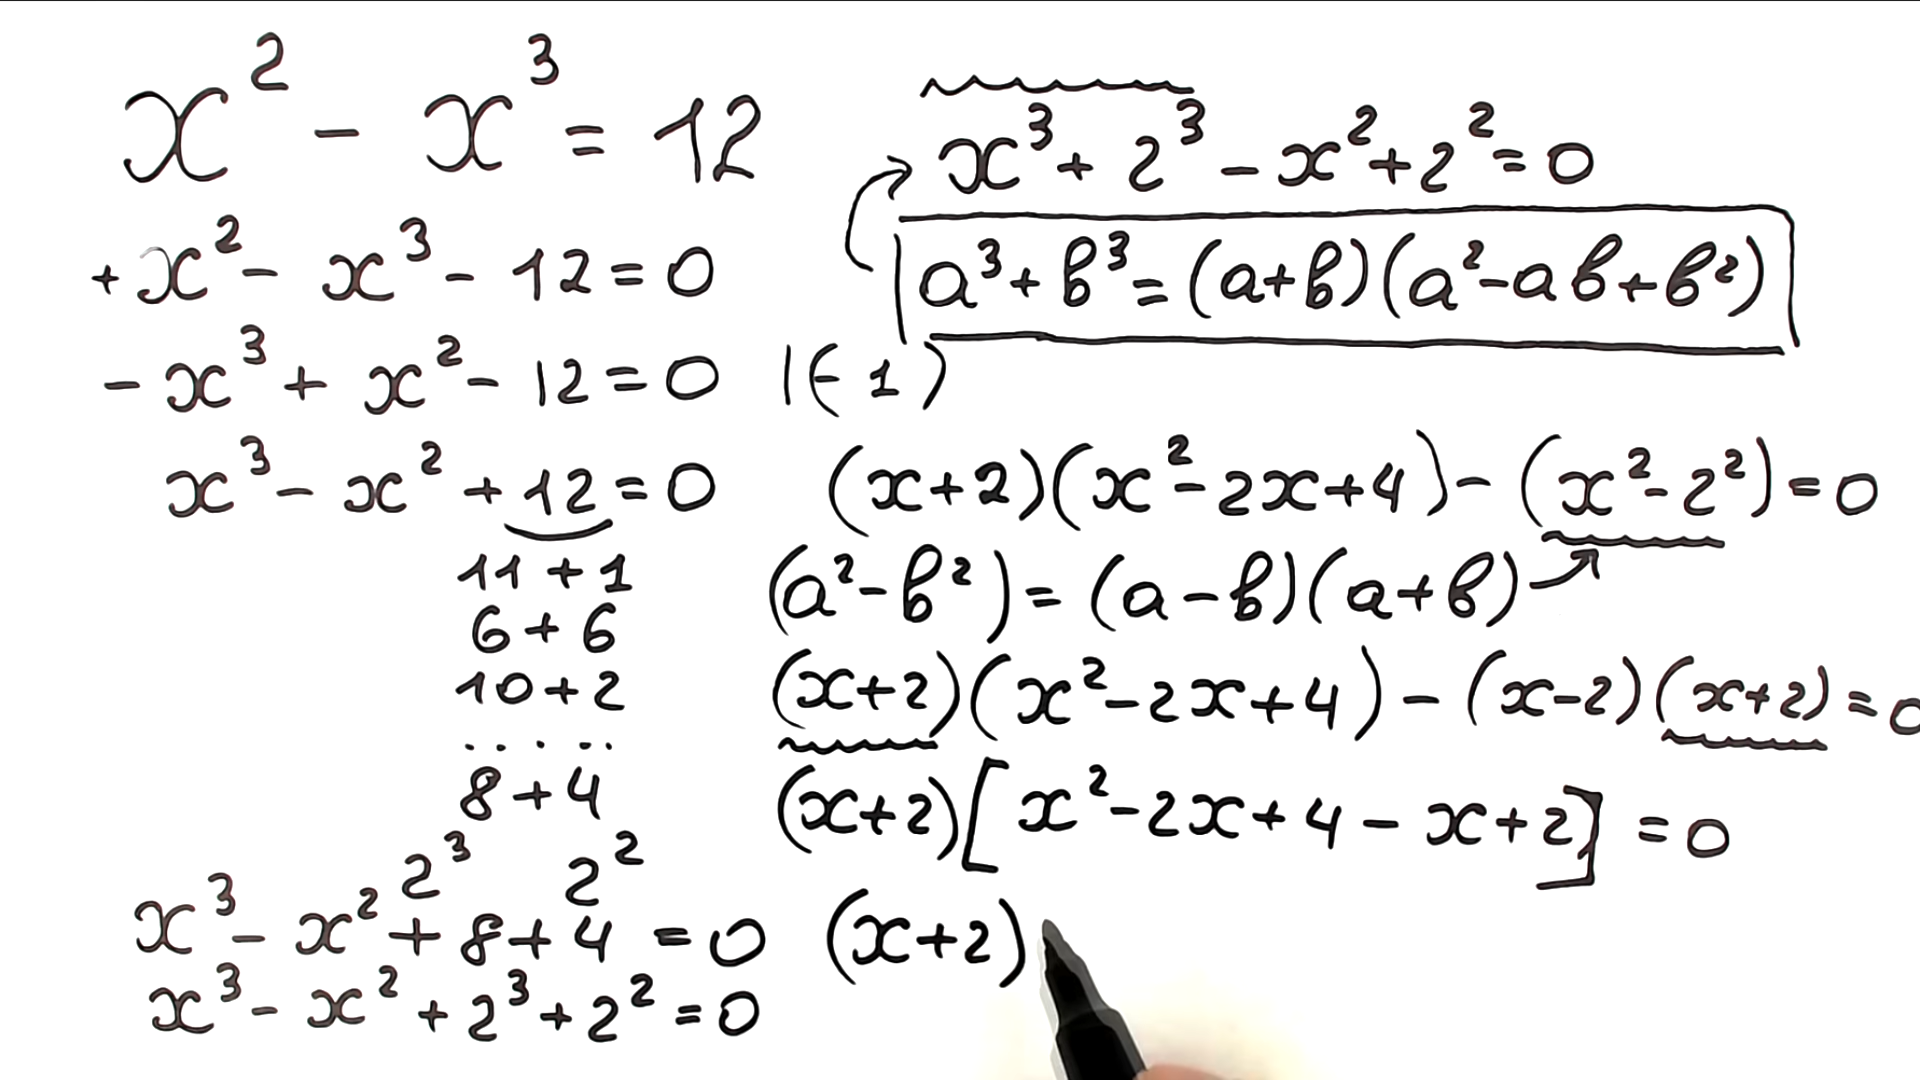 x² - x³ = 12
+x² - x³ - 12 = 0
-x³ + x² - 12 = 0 |(-1)
x³ - x² + 12 = 0
11 + 1
6 + 6
10 + 2
. . . . .
8 + 4
2³ 2²
x³ - x² + 8 + 4 = 0
x³ - x² + 2³ + 2² = 0
x³ + 2³ - x² + 2² = 0
a³ + b³ = (a+b)(a² - ab + b²)
(x+2)(x² - 2x + 4) - (x² - 2²) = 0
(a² - b²) = (a - b)(a + b)
(x+2)(x² - 2x + 4) - (x - 2)(x + 2) = 0
(x+2)[x² - 2x + 4 - x + 2] = 0
(x+2)